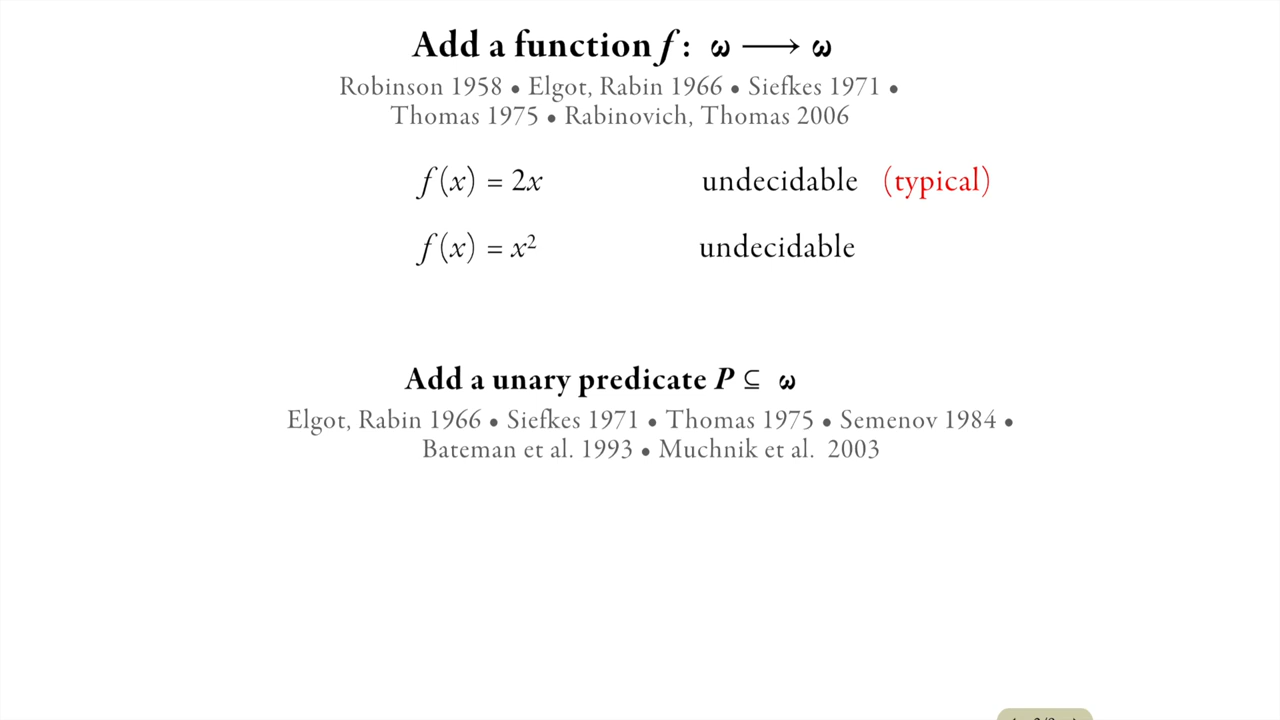 Add a function f: ω ⟶ ω
Robinson 1958 • Elgot, Rabin 1966 • Siefkes 1971 •
Thomas 1975 • Rabinovich, Thomas 2006
f(x) = 2x undecidable (typical)
f(x) = x² undecidable
Add a unary predicate P ⊆ ω
Elgot, Rabin 1966 • Siefkes 1971 • Thomas 1975 • Semenov 1984 •
Bateman et al. 1993 • Muchnik et al. 2003